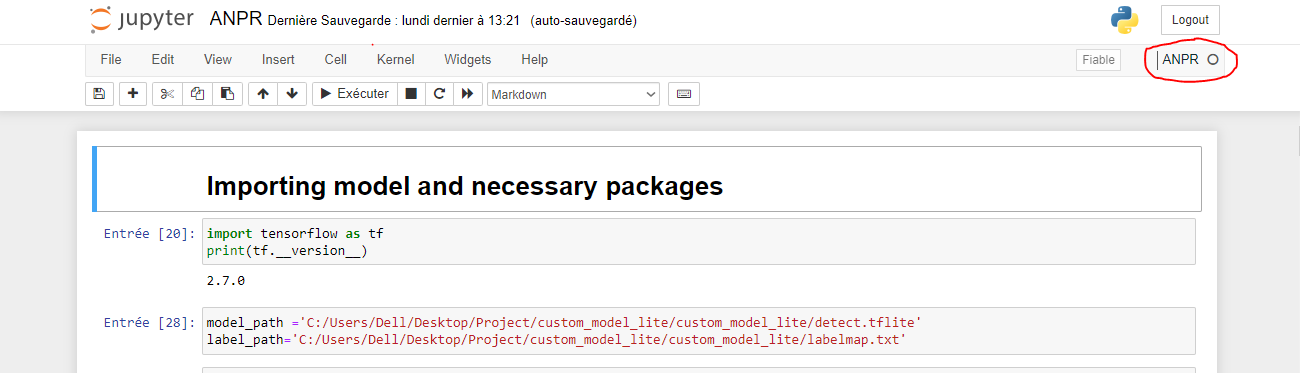 jupyter ANPR Dernière Sauvegarde : lundi dernier à 13:21 (auto-sauvegardé) Logout
File Edit View Insert Cell Kernel Widgets Help Fiable ANPR
Exécuter Markdown
Importing model and necessary packages
Entrée [20]: import tensorflow as tf
print(tf.__version__)
2.7.0
Entrée [28]: model_path ='C:/Users/Dell/Desktop/Project/custom_model_lite/custom_model_lite/detect.tflite'
label_path='C:/Users/Dell/Desktop/Project/custom_model_lite/custom_model_lite/labelmap.txt'